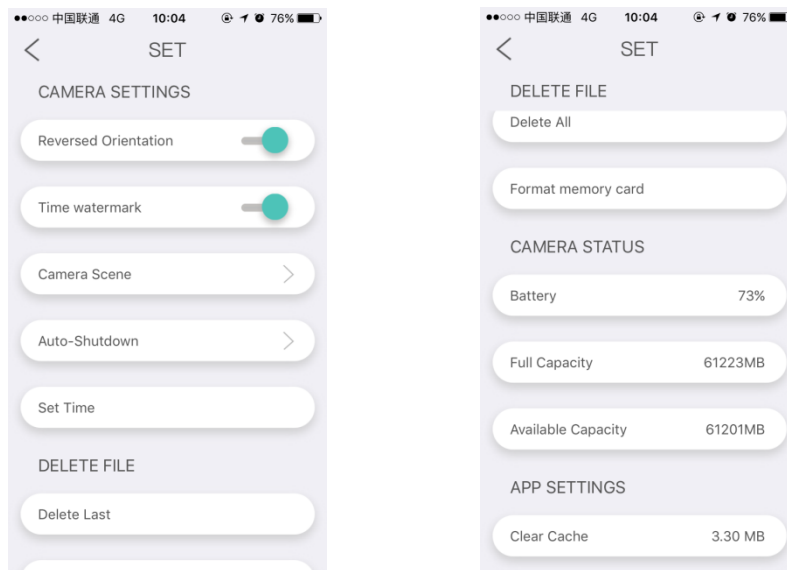 中国联通 4G 10:04 76%
SET
CAMERA SETTINGS
Reversed Orientation
Time watermark
Camera Scene
Auto-Shutdown
Set Time
DELETE FILE
Delete Last
中国联通 4G 10:04 76%
SET
DELETE FILE
Delete All
Format memory card
CAMERA STATUS
Battery 73%
Full Capacity 61223MB
Available Capacity 61201MB
APP SETTINGS
Clear Cache 3.30 MB